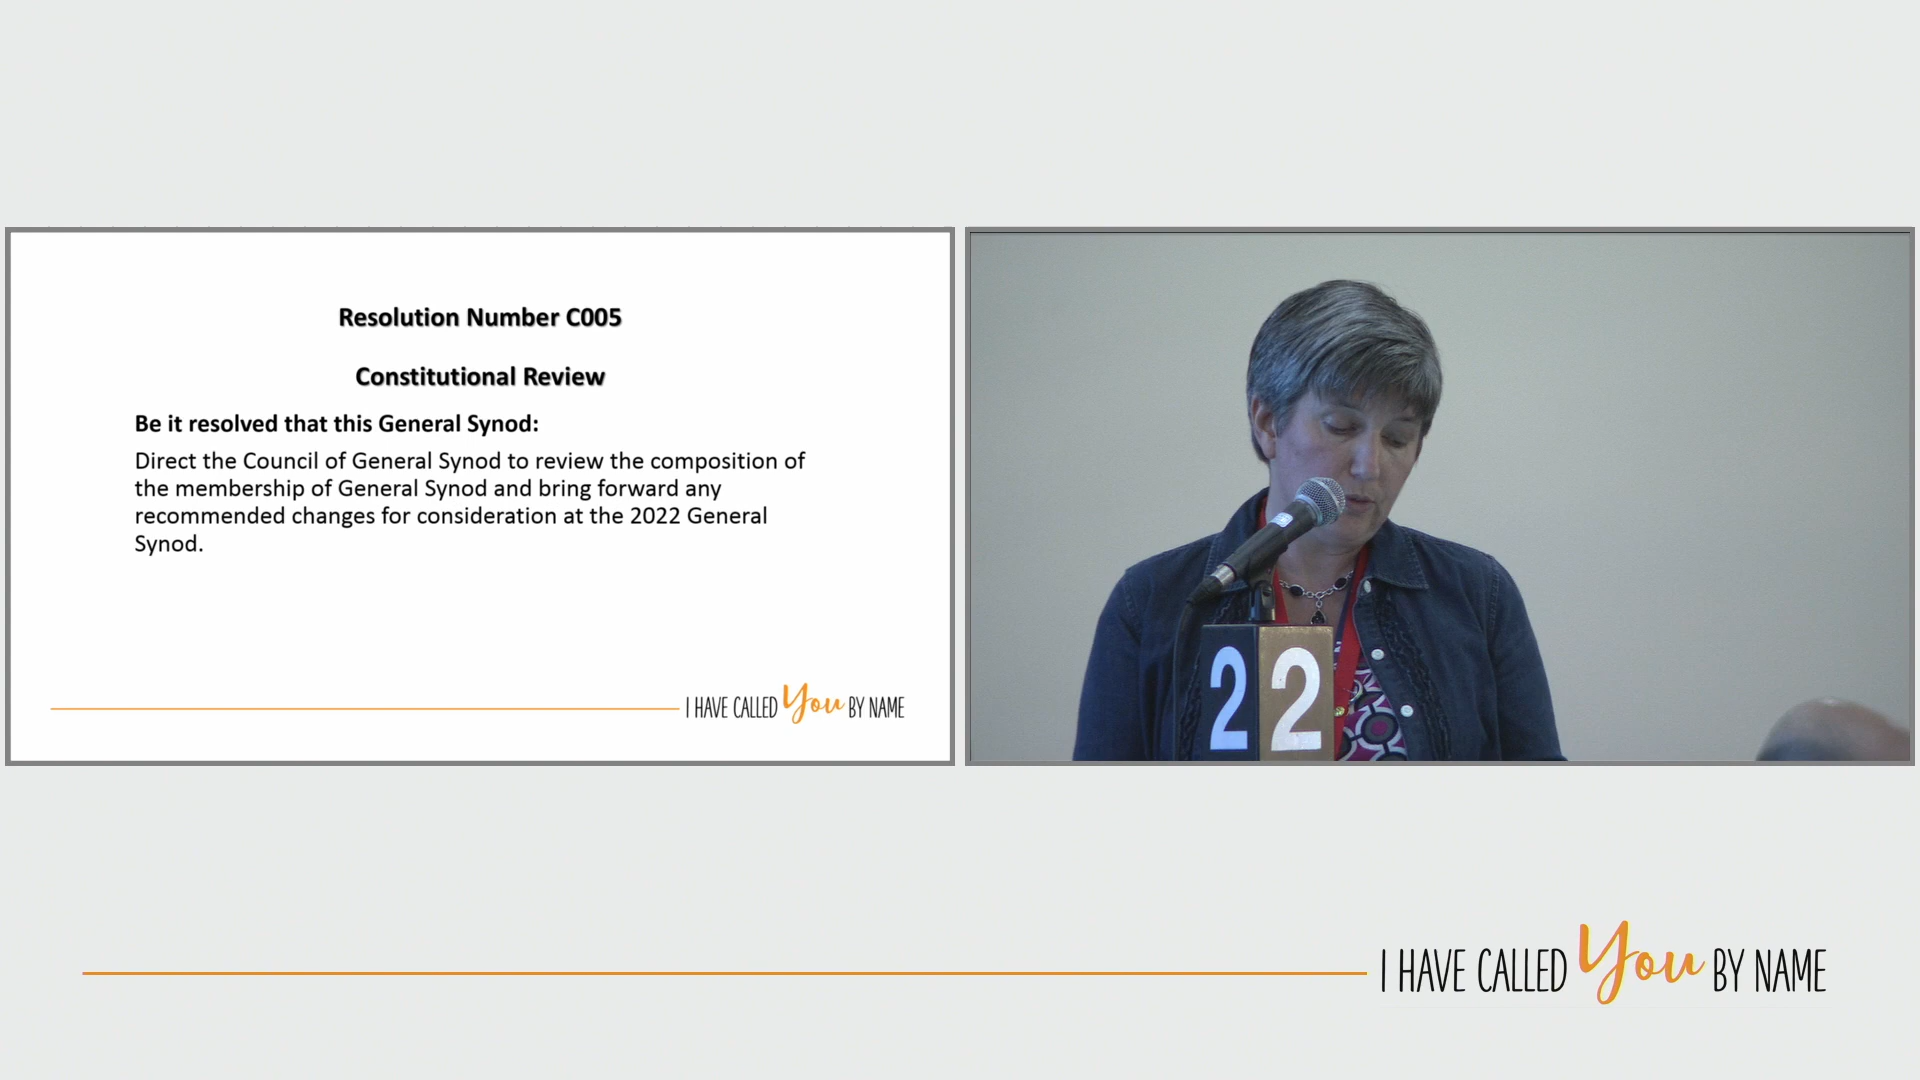 Resolution Number C005
Constitutional Review
Be it resolved that this General Synod:
Direct the Council of General Synod to review the composition of
the membership of General Synod and bring forward any
recommended changes for consideration at the 2022 General
Synod.
I HAVE CALLED You BY NAME
22
I HAVE CALLED You BY NAME